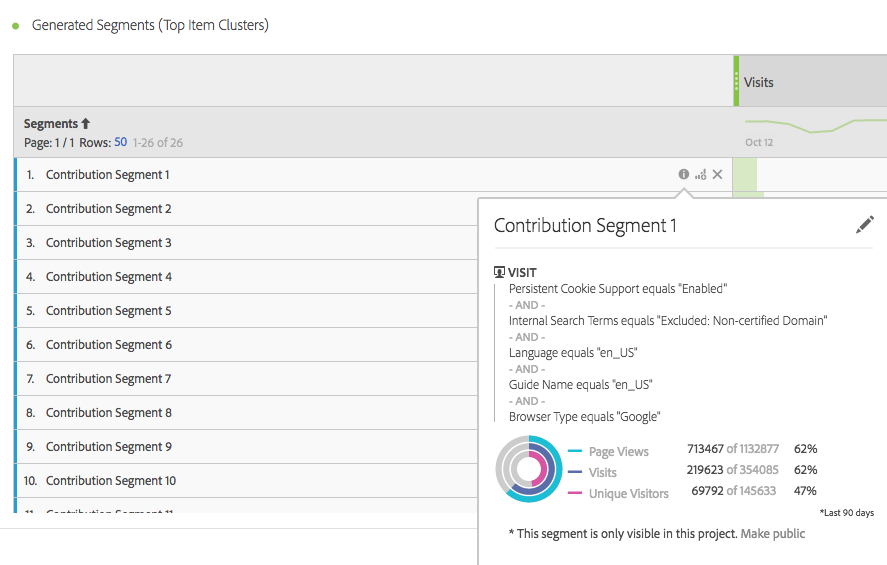 Generated Segments (Top Item Clusters)
Visits
Segments
Page: 1 / 1 Rows: 50 1-26 of 26
Oct 12
1. Contribution Segment 1
2. Contribution Segment 2
3. Contribution Segment 3
4. Contribution Segment 4
5. Contribution Segment 5
6. Contribution Segment 6
7. Contribution Segment 7
8. Contribution Segment 8
9. Contribution Segment 9
10. Contribution Segment 10
11. Contribution Segment 11
Contribution Segment 1
VISIT
Persistent Cookie Support equals "Enabled"
- AND -
Internal Search Terms equals "Excluded: Non-certified Domain"
- AND -
Language equals "en_US"
- AND -
Guide Name equals "en_US"
- AND -
Browser Type equals "Google"
Page Views 713467 of 1132877 62%
Visits 219623 of 354085 62%
Unique Visitors 69792 of 145633 47%
*Last 90 days
* This segment is only visible in this project. Make public